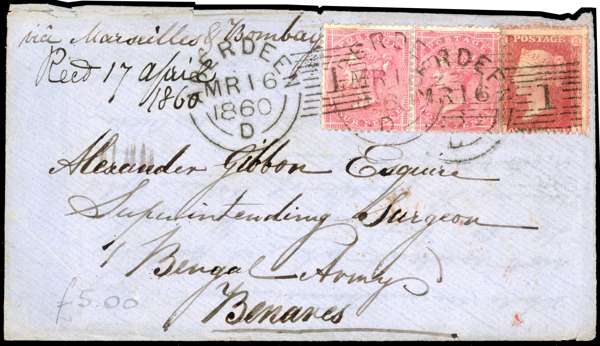 via Marseilles & Bombay
Recd 17 April
1860
ABERDEEN
MR 16
1860
D
POSTAGE
1
Alexander Gibbon Esquire
Superintending Surgeon
Bengal Army
Benares
£5.00